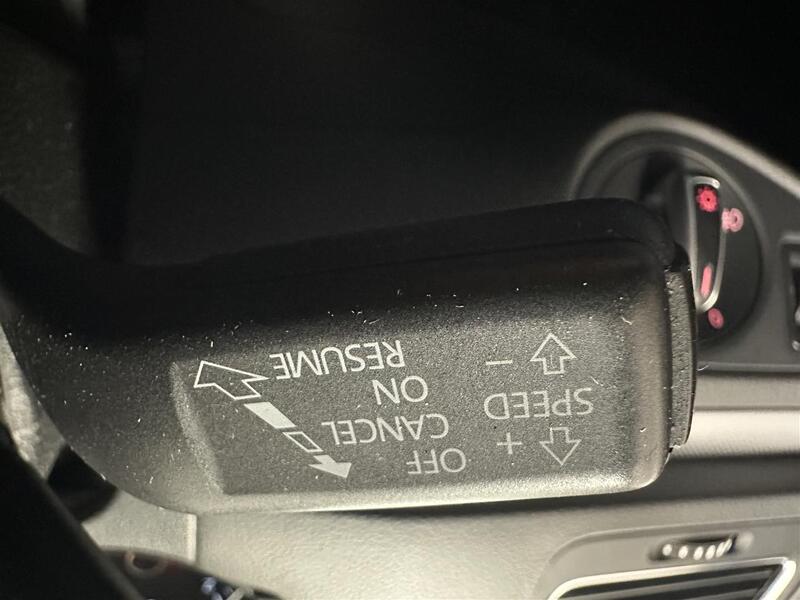 +
SPEED
−
OFF
CANCEL
ON
RESUME